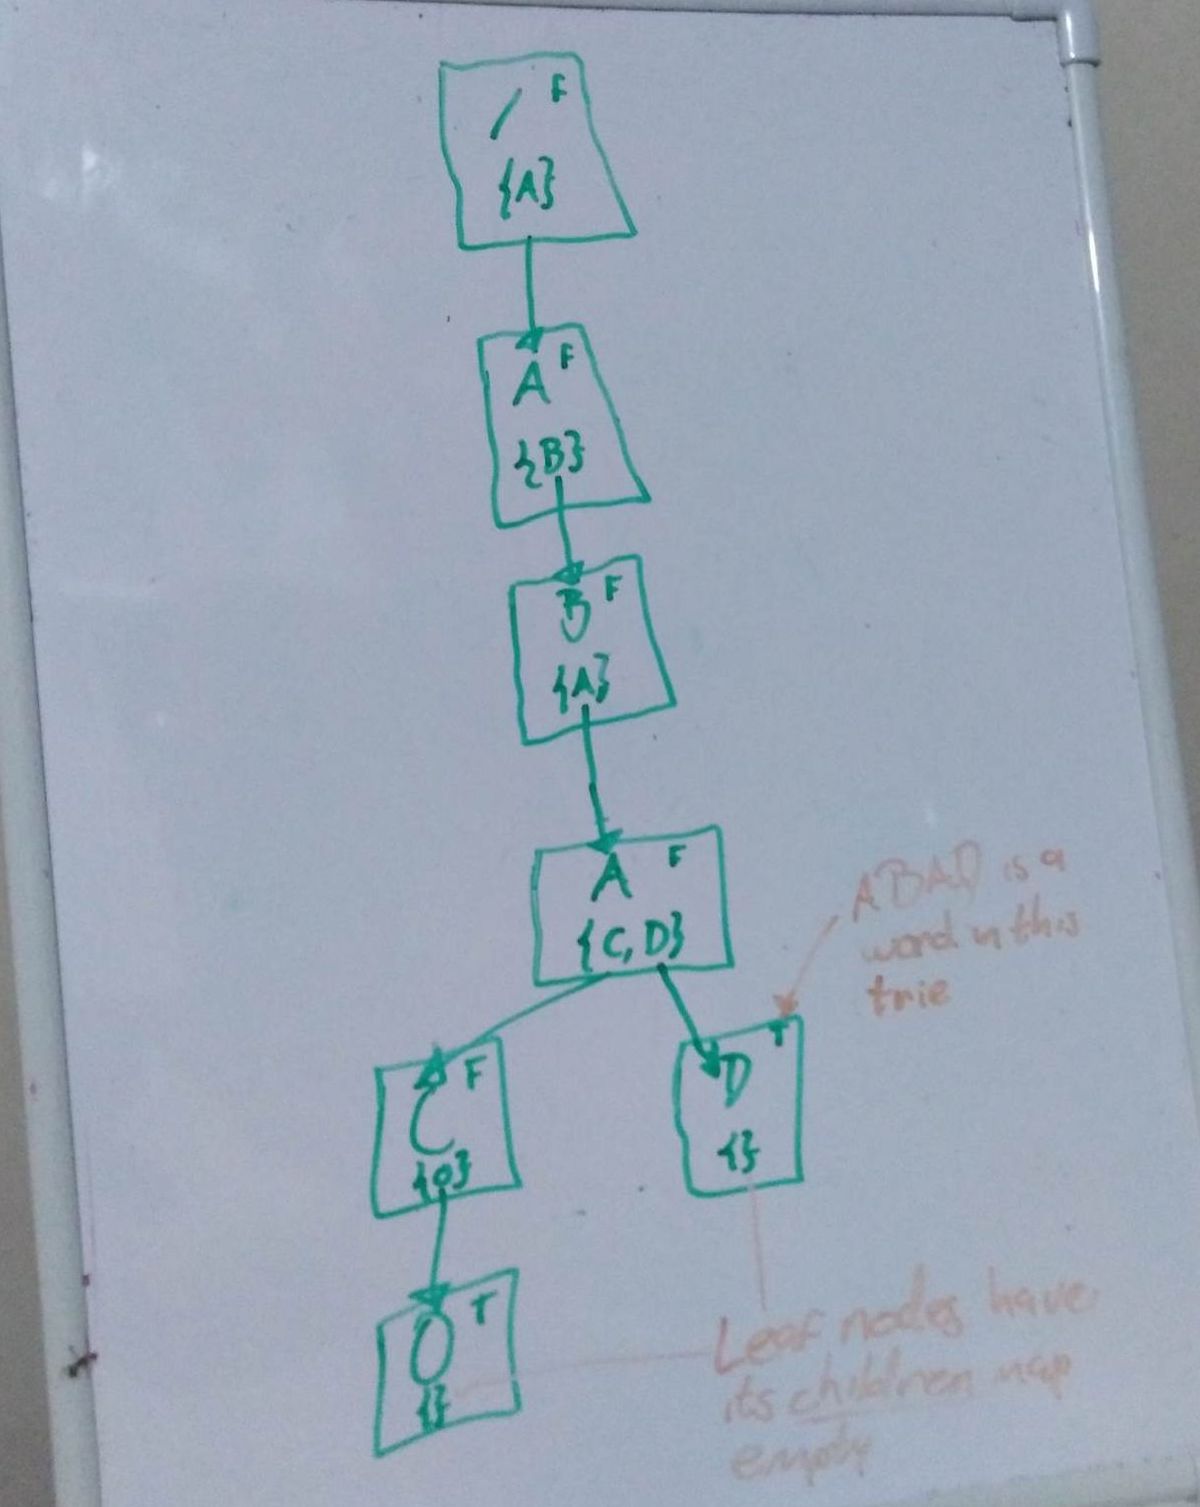 / F
{A}
A F
{B}
B F
{A}
A F
{C, D}
ABAD is a
word in this
trie
C F
{O}
D T
{}
O T
{}
Leaf nodes have
its children map
empty